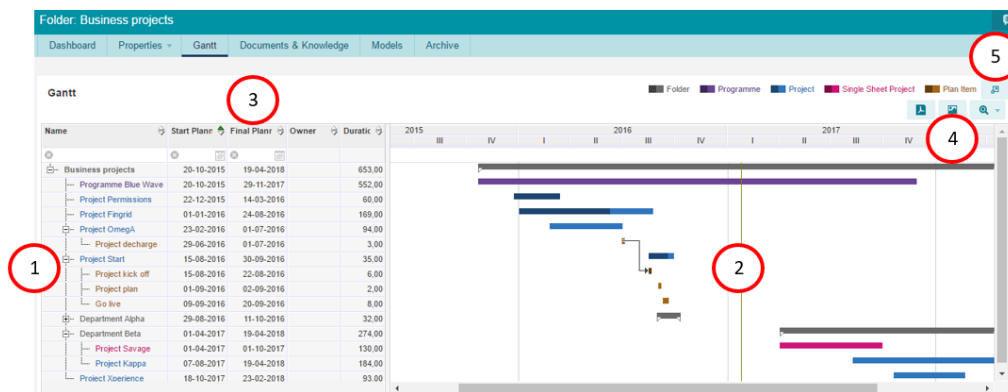 Folder: Business projects
Dashboard Properties Gantt Documents & Knowledge Models Archive
5
Gantt
3
Folder Programme Project Single Sheet Project Plan Item
4
Name Start Planr Final Planr Owner Duratic
2015 2016 2017
III IV I II III IV I II III IV
Business projects 20-10-2015 19-04-2018 653,00
Programme Blue Wave 20-10-2015 29-11-2017 552,00
Project Permissions 22-12-2015 14-03-2016 60,00
Project Fingrid 01-01-2016 24-08-2016 169,00
Project OmegA 23-02-2016 01-07-2016 94,00
Project decharge 29-06-2016 01-07-2016 3,00
1
Project Start 15-08-2016 30-09-2016 35,00
2
Project kick off 15-08-2016 22-08-2016 6,00
Project plan 01-09-2016 02-09-2016 2,00
Go live 09-09-2016 20-09-2016 8,00
Department Alpha 29-08-2016 11-10-2016 32,00
Department Beta 01-04-2017 19-04-2018 274,00
Project Savage 01-04-2017 01-10-2017 130,00
Project Kappa 07-08-2017 19-04-2018 184,00
Project Xperience 18-10-2017 23-02-2018 93,00